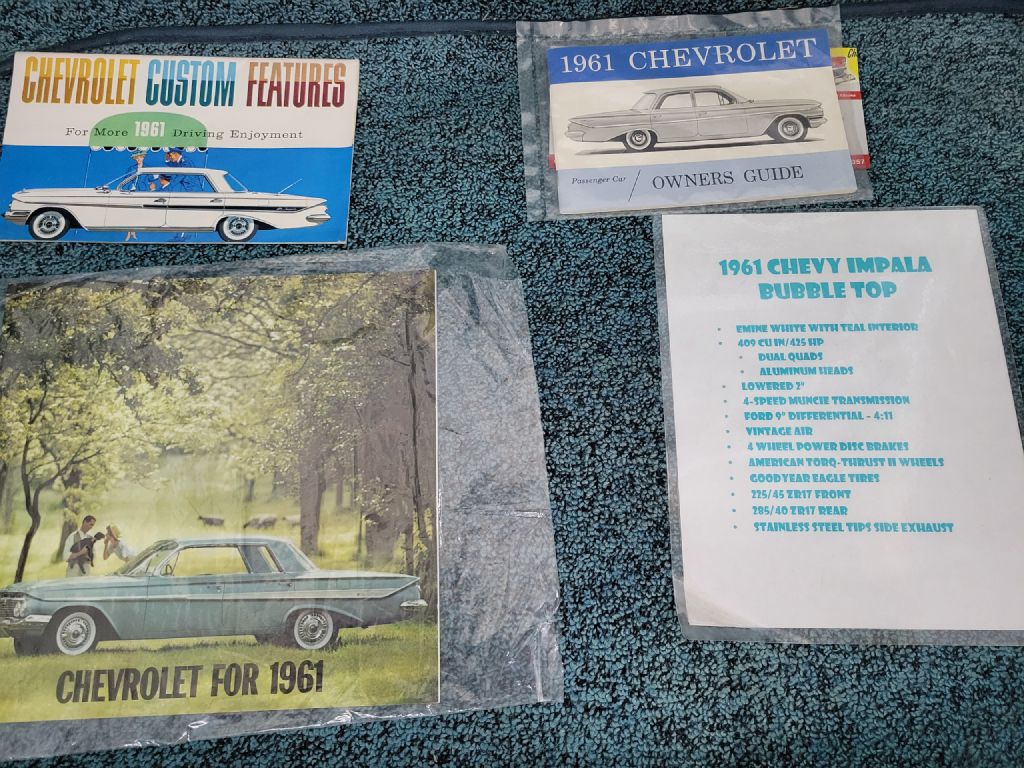 CHEVROLET CUSTOM FEATURES
For More 1961 Driving Enjoyment
1961 CHEVROLET
Passenger Car / OWNERS GUIDE
CHEVROLET FOR 1961
1961 CHEVY IMPALA
BUBBLE TOP
• EMINE WHITE WITH TEAL INTERIOR
• 409 CU IN/425 HP
• DUAL QUADS
• ALUMINUM HEADS
• LOWERED 2"
• 4-SPEED MUNCIE TRANSMISSION
• FORD 9" DIFFERENTIAL - 4:11
• VINTAGE AIR
• 4 WHEEL POWER DISC BRAKES
• AMERICAN TORQ-THRUST II WHEELS
• GOODYEAR EAGLE TIRES
• 225/45 ZR17 FRONT
• 285/40 ZR17 REAR
• STAINLESS STEEL TIPS SIDE EXHAUST